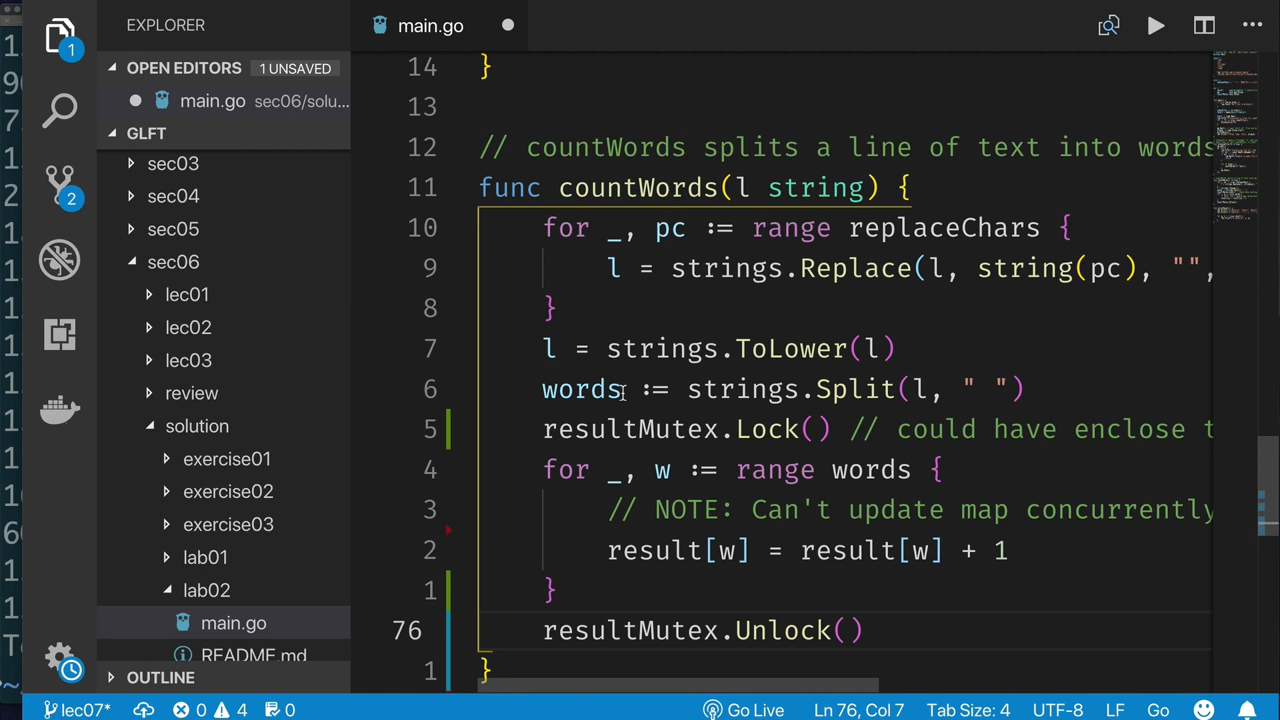 EXPLORER
main.go
1
OPEN EDITORS 1 UNSAVED
main.go sec06/solu...
GLFT
sec03
sec04
2
sec05
sec06
lec01
lec02
lec03
review
solution
exercise01
exercise02
exercise03
lab01
lab02
main.go
README.md
OUTLINE
14 }
13
12 // countWords splits a line of text into words
11 func countWords(l string) {
10 for _, pc := range replaceChars {
9 l = strings.Replace(l, string(pc), "",
8 }
7 l = strings.ToLower(l)
6 words := strings.Split(l, " ")
5 resultMutex.Lock() // could have enclose t
4 for _, w := range words {
3 // NOTE: Can't update map concurrently
2 result[w] = result[w] + 1
1 }
76 resultMutex.Unlock()
1 }
lec07* 0 4 0 Go Live Ln 76, Col 7 Tab Size: 4 UTF-8 LF Go